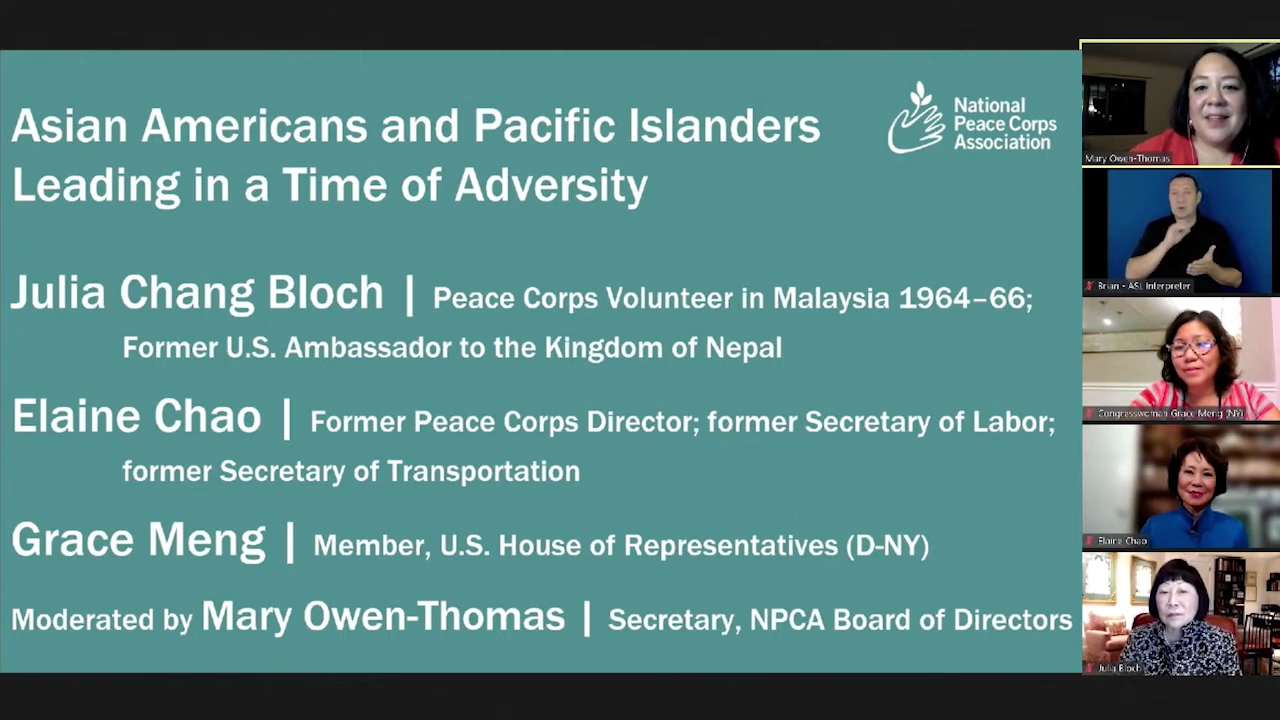 Asian Americans and Pacific Islanders
Leading in a Time of Adversity
National
Peace Corps
Association
Julia Chang Bloch | Peace Corps Volunteer in Malaysia 1964–66;
Former U.S. Ambassador to the Kingdom of Nepal
Elaine Chao | Former Peace Corps Director; former Secretary of Labor;
former Secretary of Transportation
Grace Meng | Member, U.S. House of Representatives (D-NY)
Moderated by Mary Owen-Thomas | Secretary, NPCA Board of Directors
Mary Owen-Thomas
Brian - ASL Interpreter
Congresswoman Grace Meng (NY)
Elaine Chao
Julia Bloch